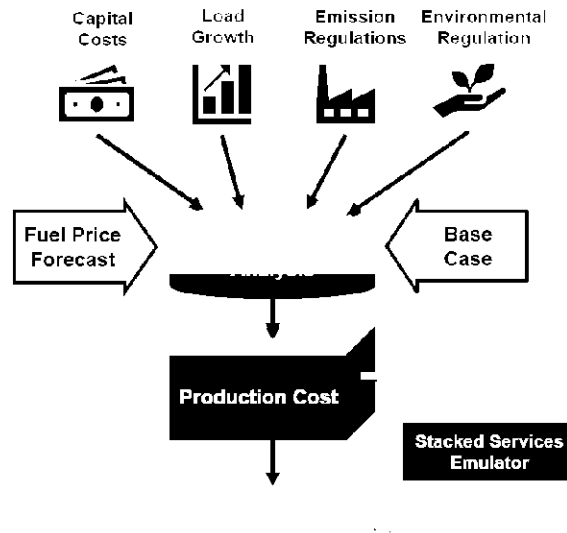 Capital
Costs
Load
Growth
Emission
Regulations
Environmental
Regulation
Fuel Price
Forecast
Base
Case
Production Cost
Stacked Services
Emulator